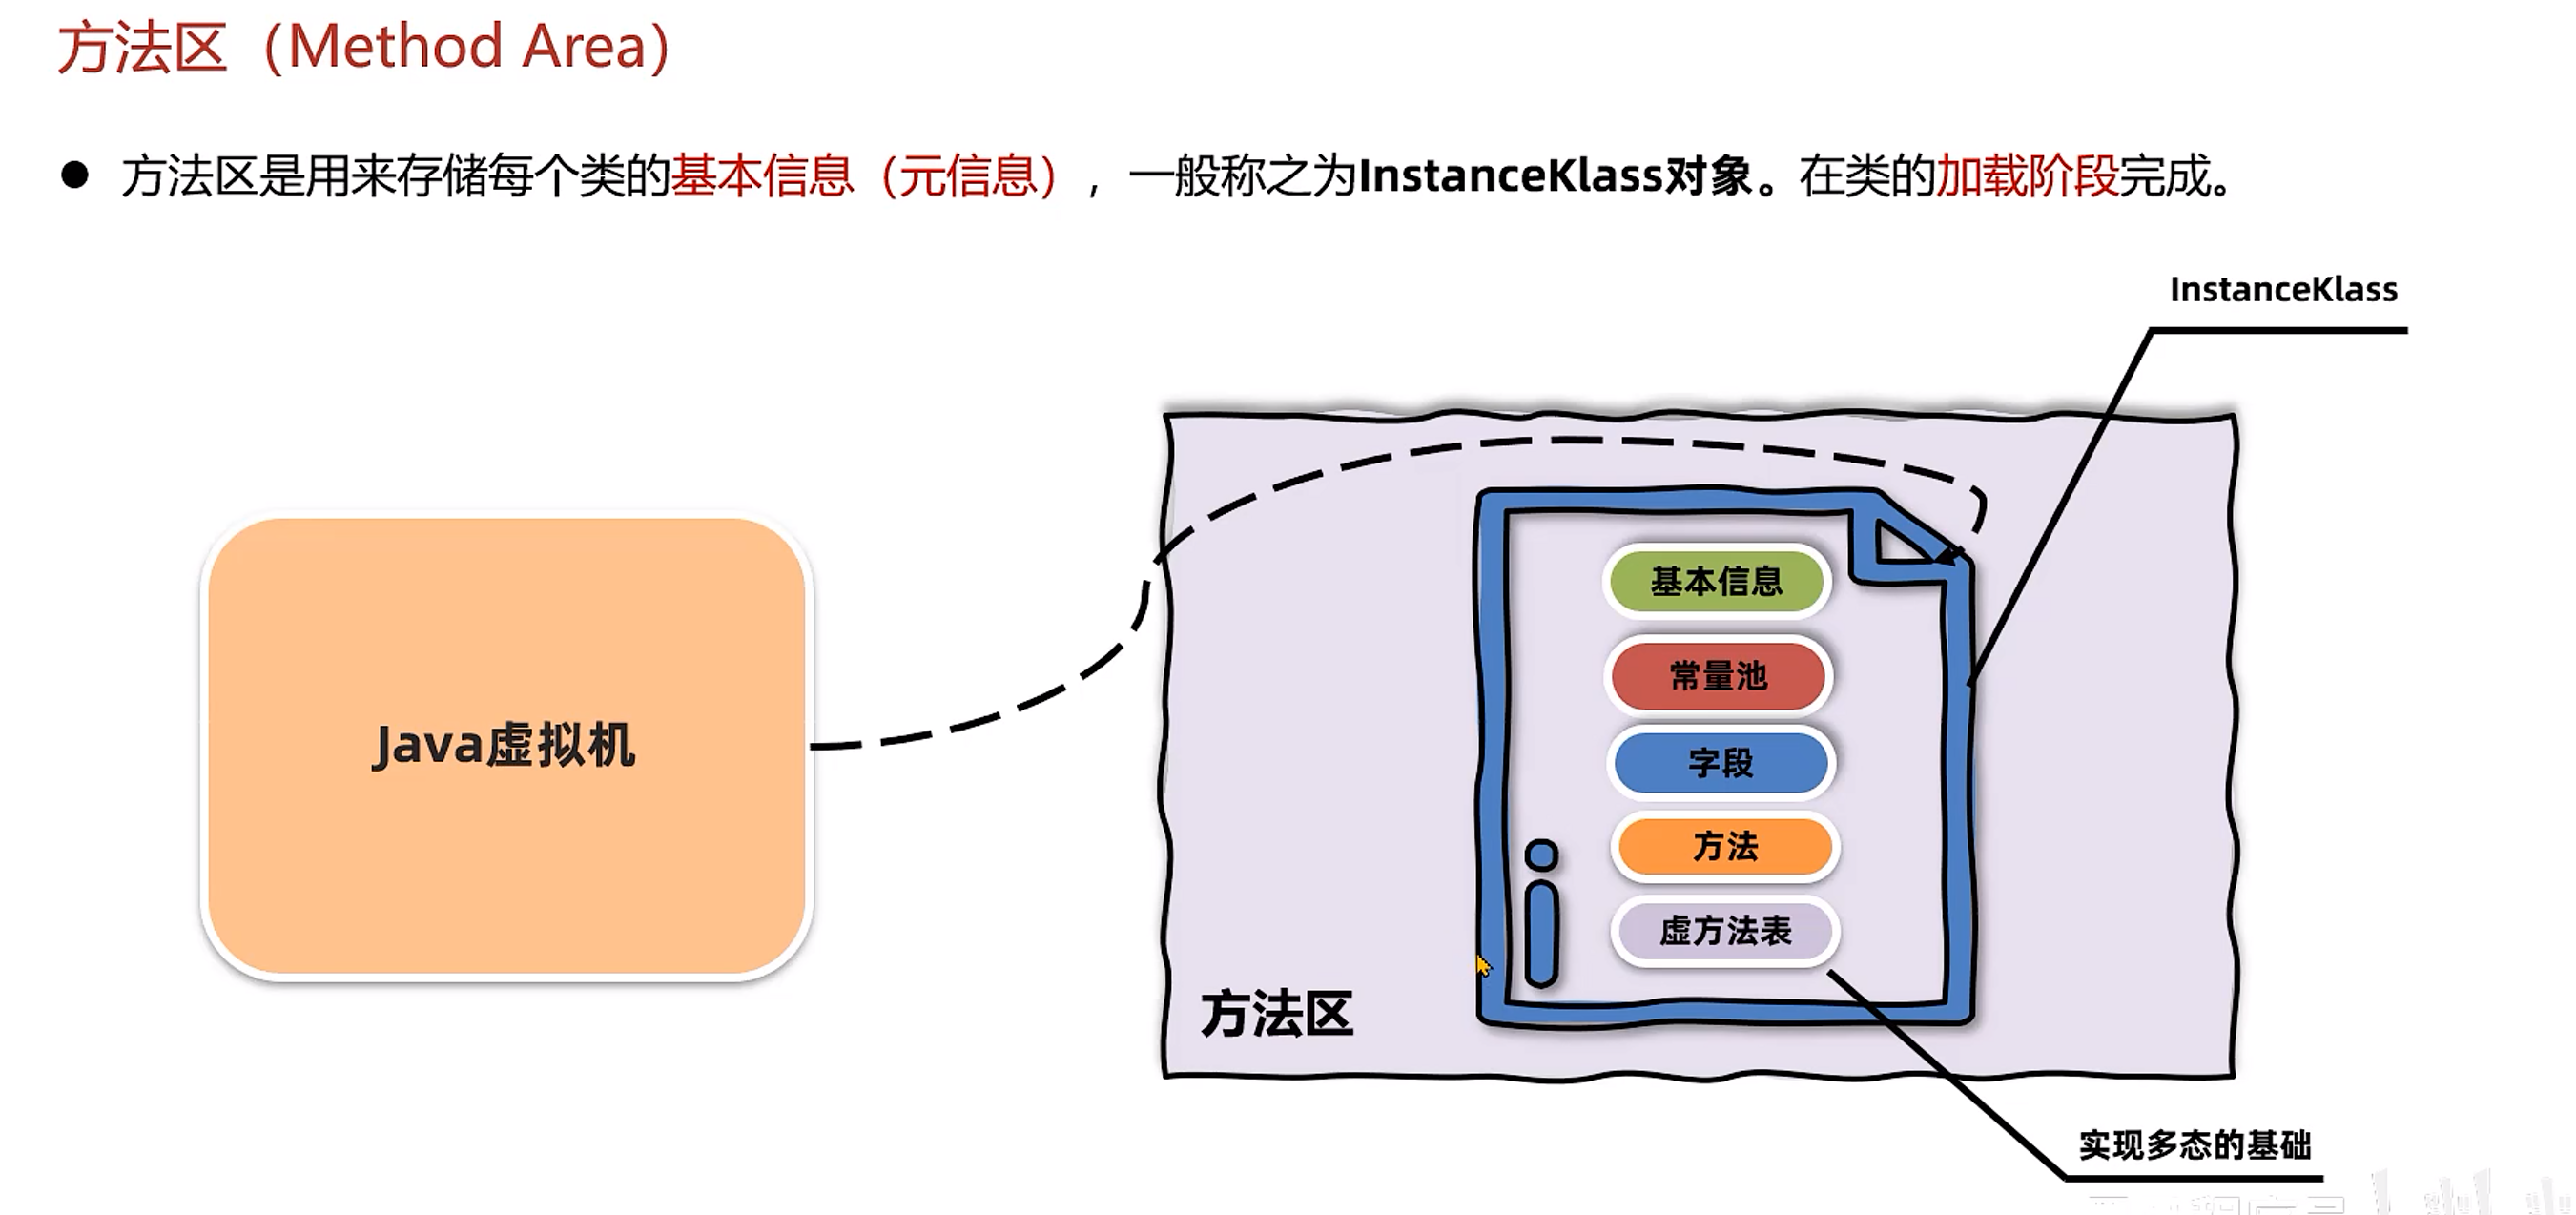 方法区（Method Area）
● 方法区是用来存储每个类的基本信息（元信息），一般称之为InstanceKlass对象。在类的加载阶段完成。
InstanceKlass
基本信息
常量池
字段
Java虚拟机
方法
虚方法表
方法区
实现多态的基础